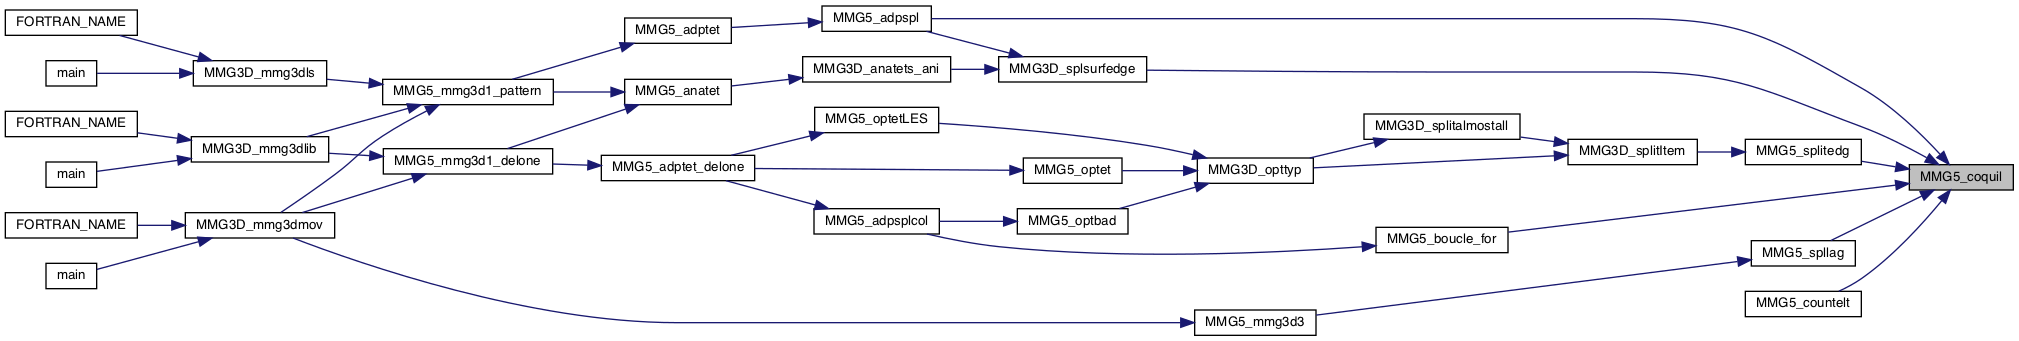 FORTRAN_NAME
main
FORTRAN_NAME
main
FORTRAN_NAME
main
MMG3D_mmg3dls
MMG3D_mmg3dlib
MMG3D_mmg3dmov
MMG5_mmg3d1_pattern
MMG5_mmg3d1_delone
MMG5_adptet
MMG5_anatet
MMG5_adptet_delone
MMG5_adpspl
MMG3D_anatets_ani
MMG5_optetLES
MMG5_adpsplcol
MMG3D_splsurfedge
MMG5_optet
MMG5_optbad
MMG3D_opttyp
MMG5_mmg3d3
MMG3D_splitalmostall
MMG5_boucle_for
MMG3D_splitItem
MMG5_splitedg
MMG5_spllag
MMG5_countelt
MMG5_coquil